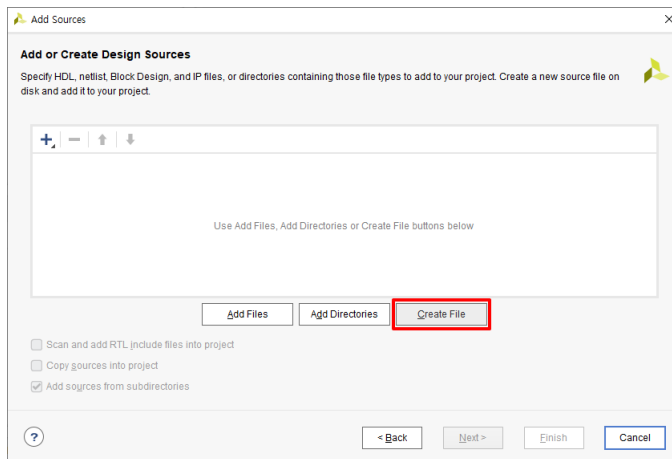 Add Sources
Add or Create Design Sources
Specify HDL, netlist, Block Design, and IP files, or directories containing those file types to add to your project. Create a new source file on
disk and add it to your project.
Use Add Files, Add Directories or Create File buttons below
Add Files
Add Directories
Create File
Scan and add RTL include files into project
Copy sources into project
Add sources from subdirectories
?
< Back
Next >
Finish
Cancel